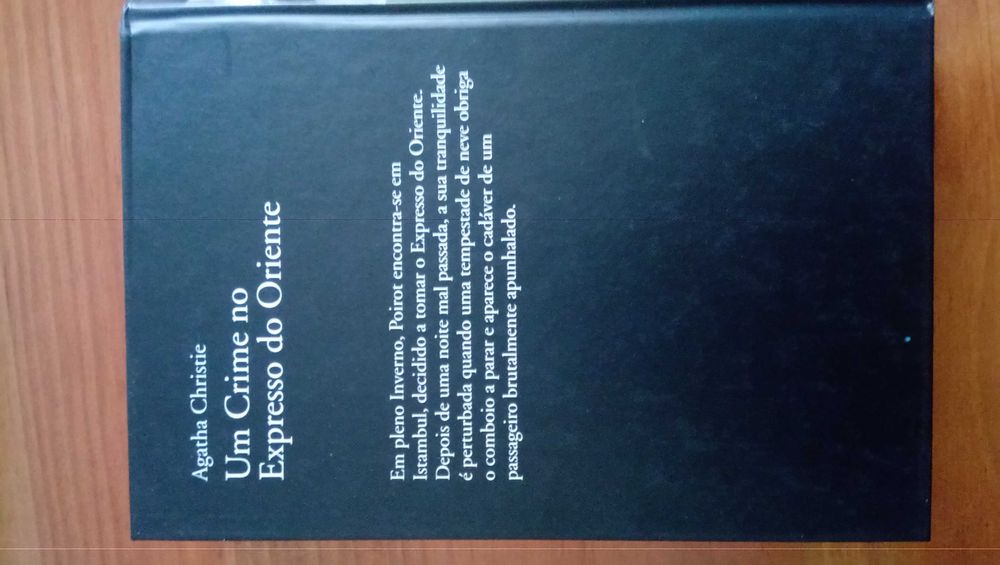 Agatha Christie
Um Crime no
Expresso do Oriente
Em pleno Inverno, Poirot encontra-se em
Istambul, decidido a tomar o Expresso do Oriente.
Depois de uma noite mal passada, a sua tranquilidade
é perturbada quando uma tempestade de neve obriga
o comboio a parar e aparece o cadáver de um
passageiro brutalmente apunhalado.